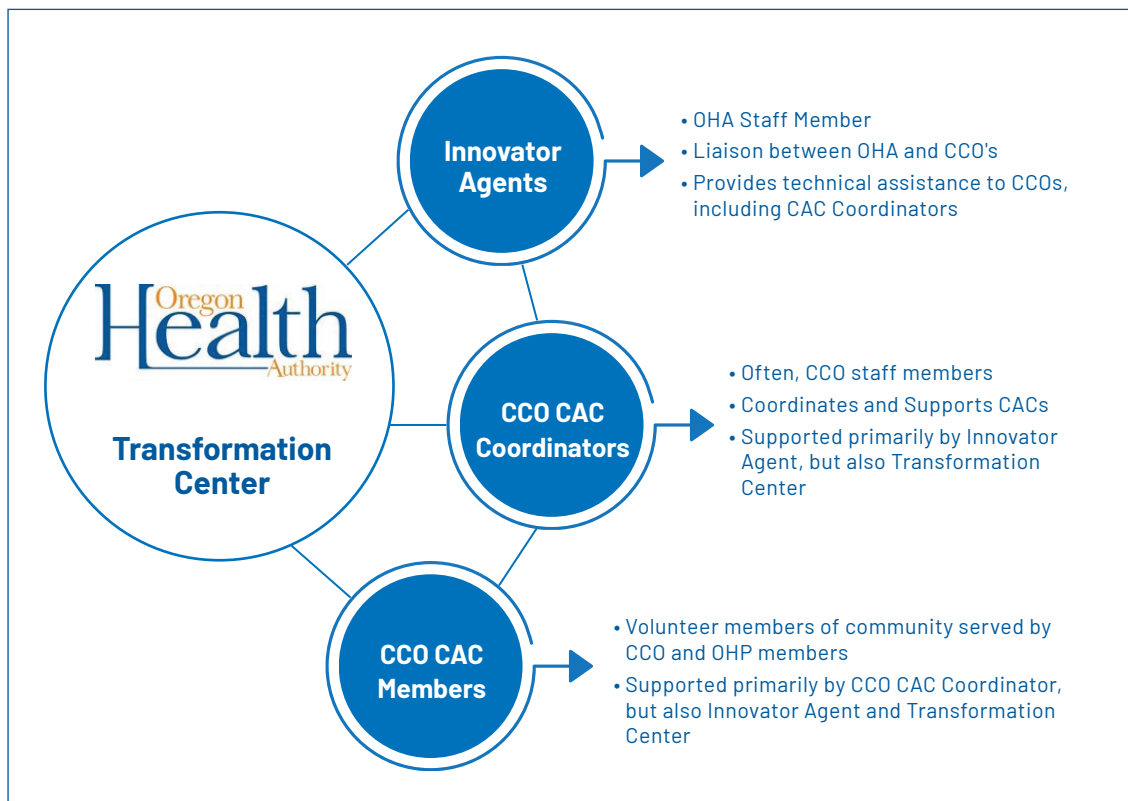 Innovator
Agents
• OHA Staff Member
• Liaison between OHA and CCO's
• Provides technical assistance to CCOs,
including CAC Coordinators
Oregon
Health
Authority
Transformation
Center
CCO CAC
Coordinators
• Often, CCO staff members
• Coordinates and Supports CACs
• Supported primarily by Innovator
Agent, but also Transformation
Center
CCO CAC
Members
• Volunteer members of community served by
CCO and OHP members
• Supported primarily by CCO CAC Coordinator,
but also Innovator Agent and Transformation
Center